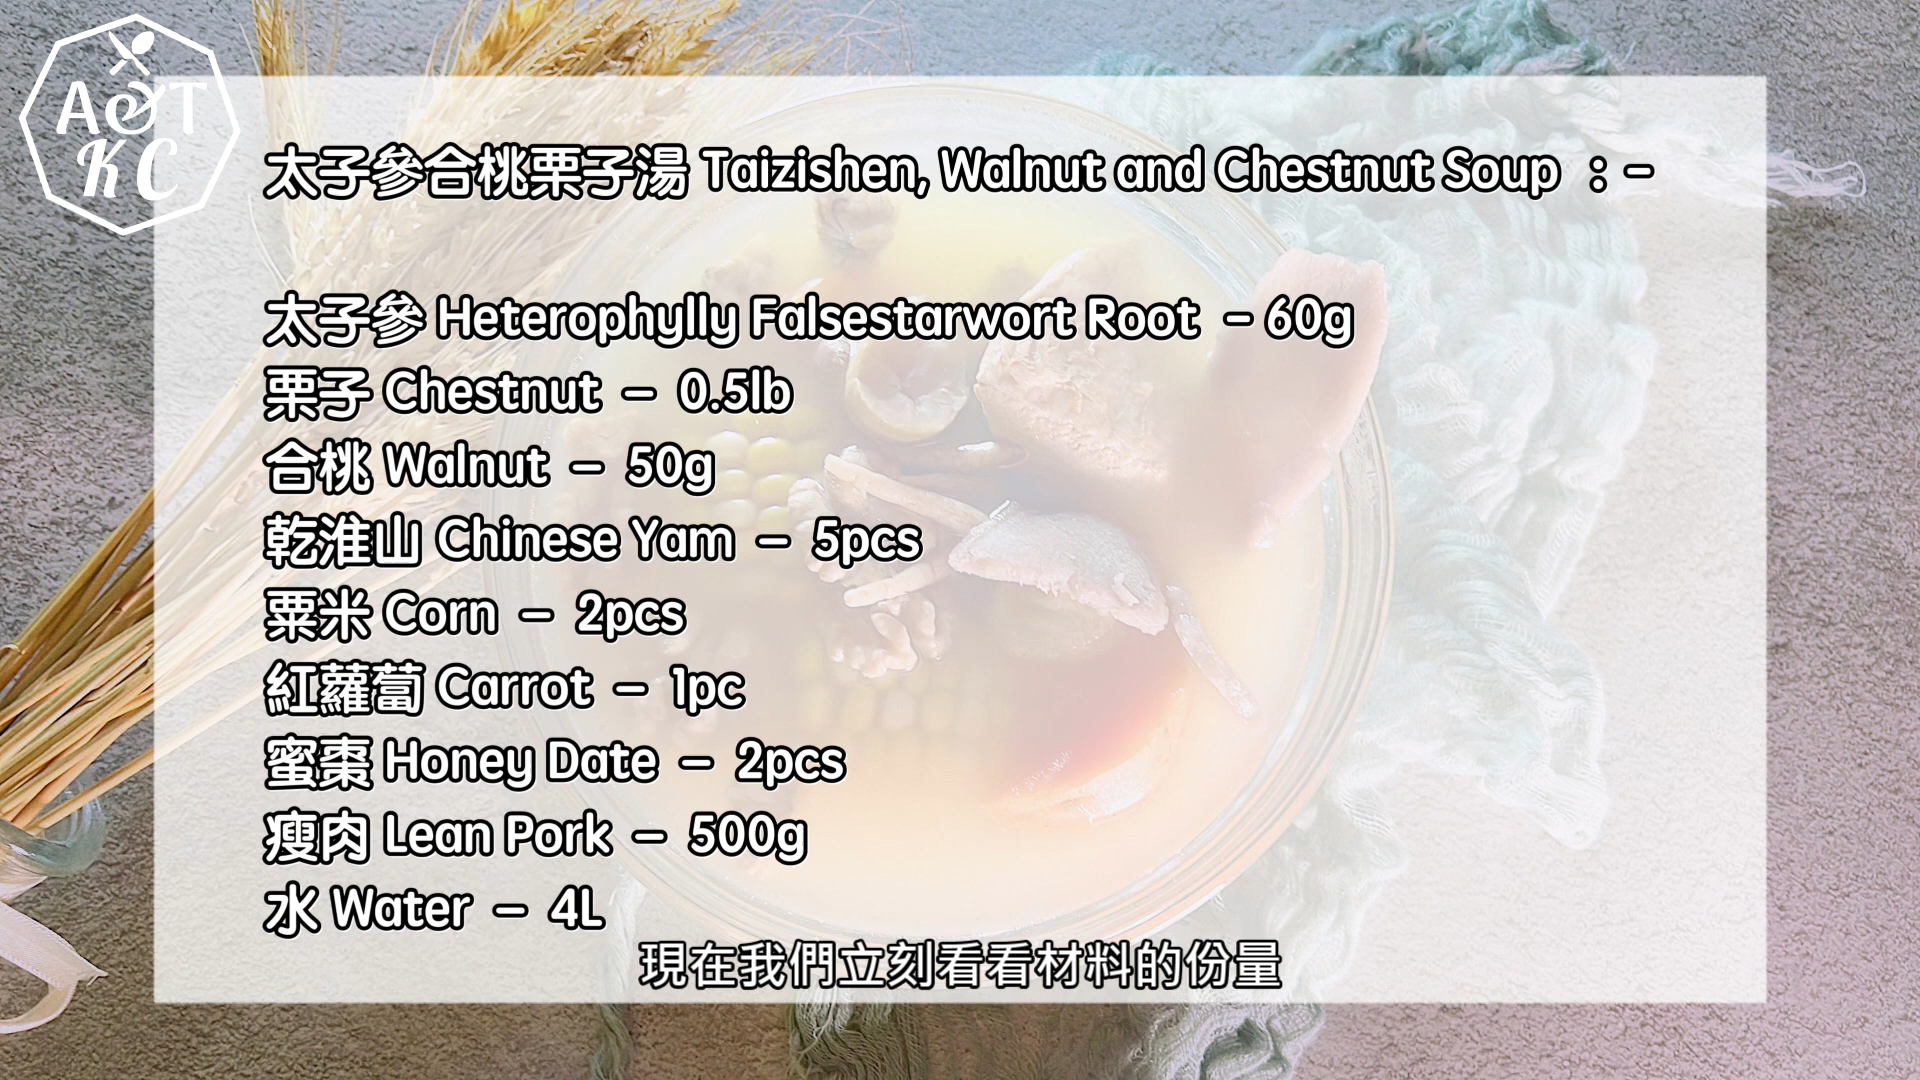 A&T
KC
太子參合桃栗子湯 Taizishen, Walnut and Chestnut Soup : –
太子參 Heterophylly Falsestarwort Root – 60g
栗子 Chestnut – 0.5lb
合桃 Walnut – 50g
乾淮山 Chinese Yam – 5pcs
粟米 Corn – 2pcs
紅蘿蔔 Carrot – 1pc
蜜棗 Honey Date – 2pcs
瘦肉 Lean Pork – 500g
水 Water – 4L
現在我們立刻看看材料的份量